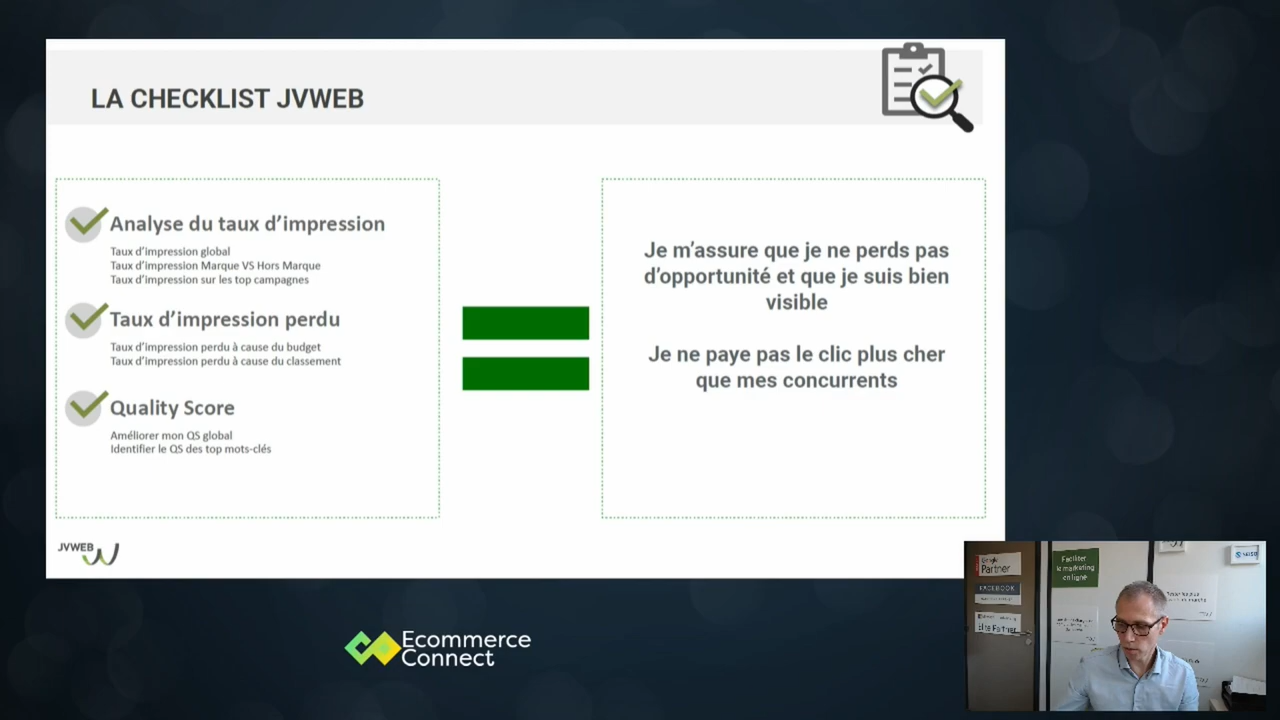 LA CHECKLIST JVWEB
Analyse du taux d’impression
Taux d’impression global
Taux d’impression Marque VS Hors Marque
Taux d’impression sur les top campagnes
Taux d’impression perdu
Taux d’impression perdu à cause du budget
Taux d’impression perdu à cause du classement
Quality Score
Améliorer mon QS global
Identifier le QS des top mots-clés
Je m’assure que je ne perds pas
d’opportunité et que je suis bien
visible
Je ne paye pas le clic plus cher
que mes concurrents
JVWEB
Ecommerce
Connect
Google
Partner
FACEBOOK
Elite Partner
Faciliter
le marketing
en ligne